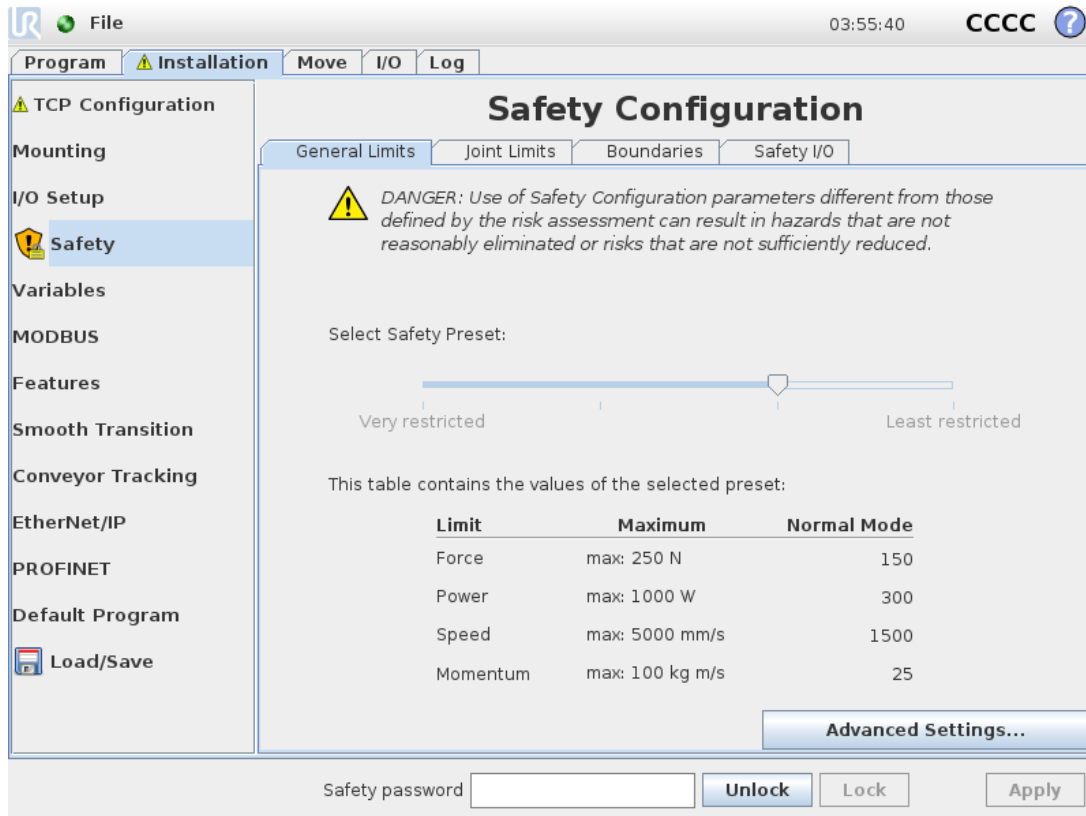 UR File 03:55:40 CCCC ?
Program Installation Move I/O Log
TCP Configuration
Mounting
I/O Setup
Safety
Variables
MODBUS
Features
Smooth Transition
Conveyor Tracking
EtherNet/IP
PROFINET
Default Program
Load/Save
Safety Configuration
General Limits Joint Limits Boundaries Safety I/O
DANGER: Use of Safety Configuration parameters different from those
defined by the risk assessment can result in hazards that are not
reasonably eliminated or risks that are not sufficiently reduced.
Select Safety Preset:
Very restricted Least restricted
This table contains the values of the selected preset:
Limit Maximum Normal Mode
Force max: 250 N 150
Power max: 1000 W 300
Speed max: 5000 mm/s 1500
Momentum max: 100 kg m/s 25
Advanced Settings...
Safety password Unlock Lock Apply